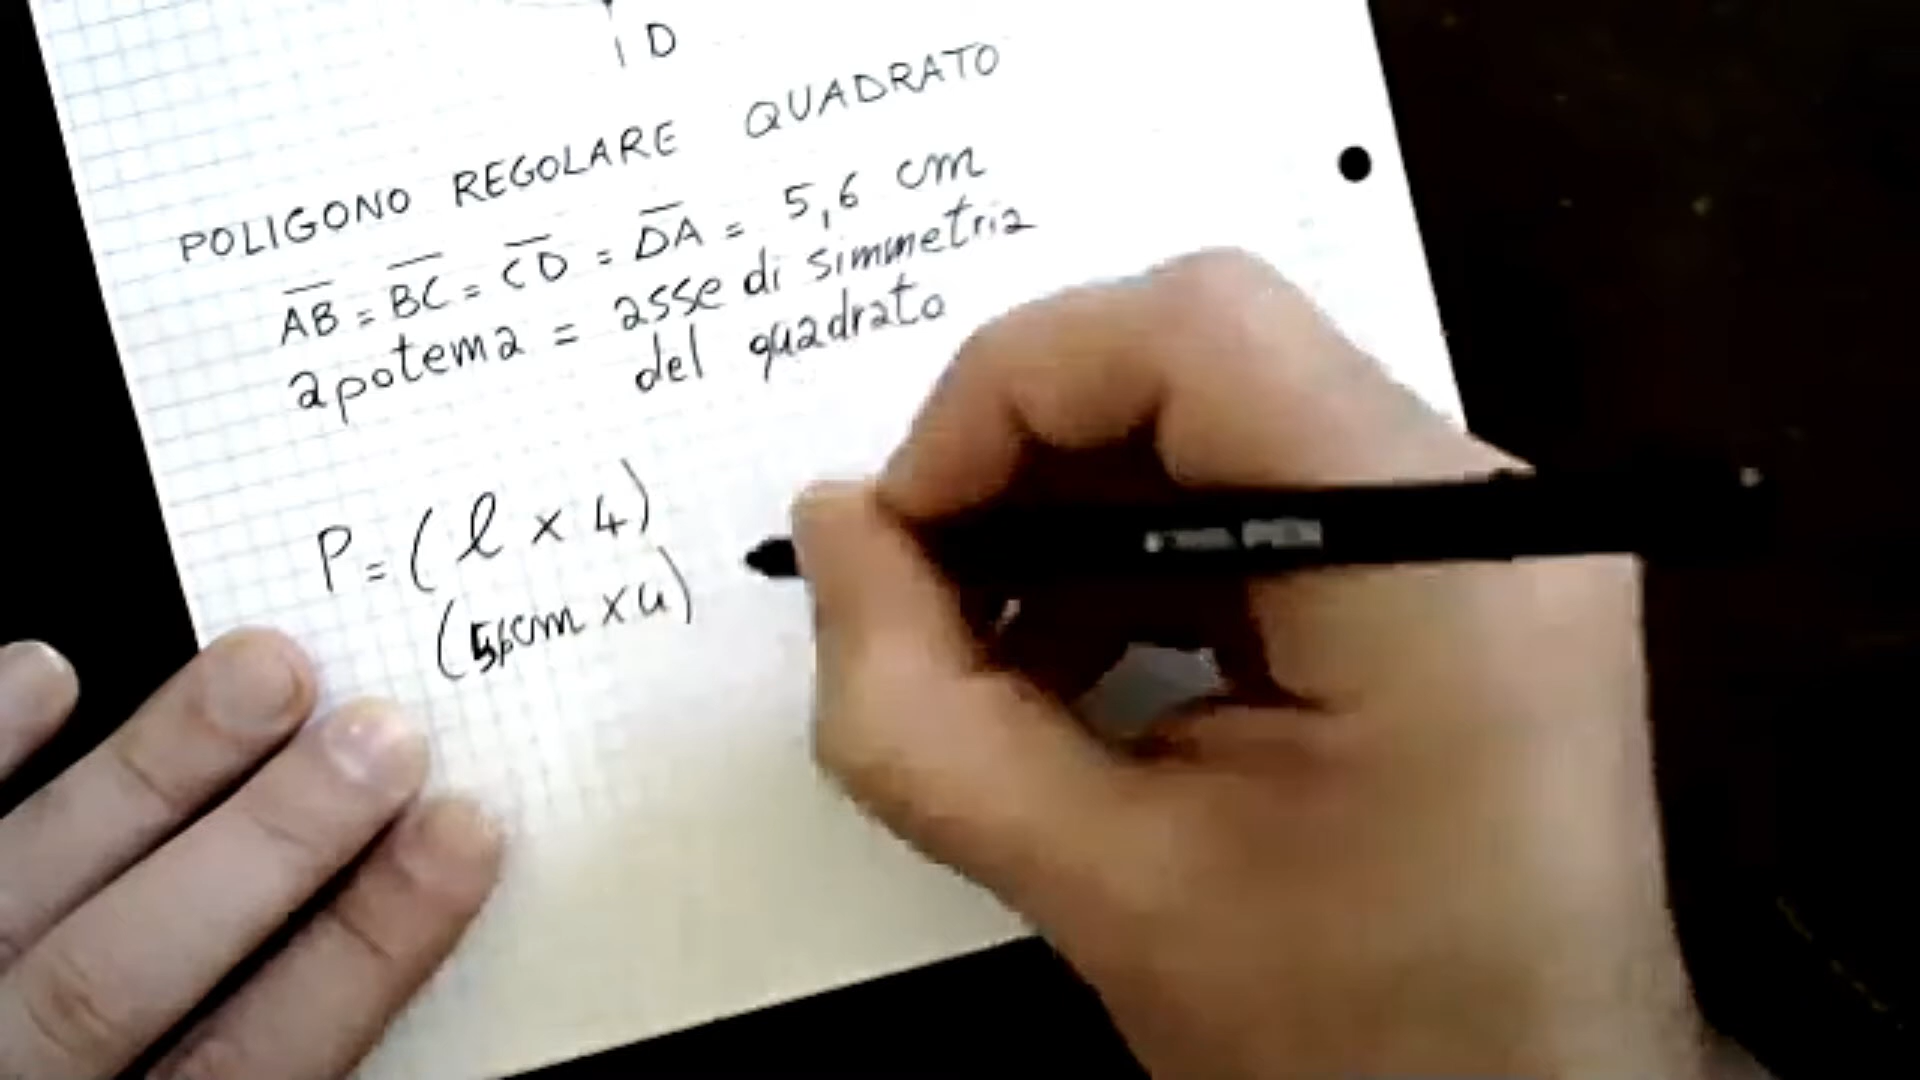 D
POLIGONO REGOLARE QUADRATO
AB = BC = CD = DA = 5,6 cm
apotema = asse di simmetria
del quadrato
P = ( l x 4 )
(5,6cm x 4)